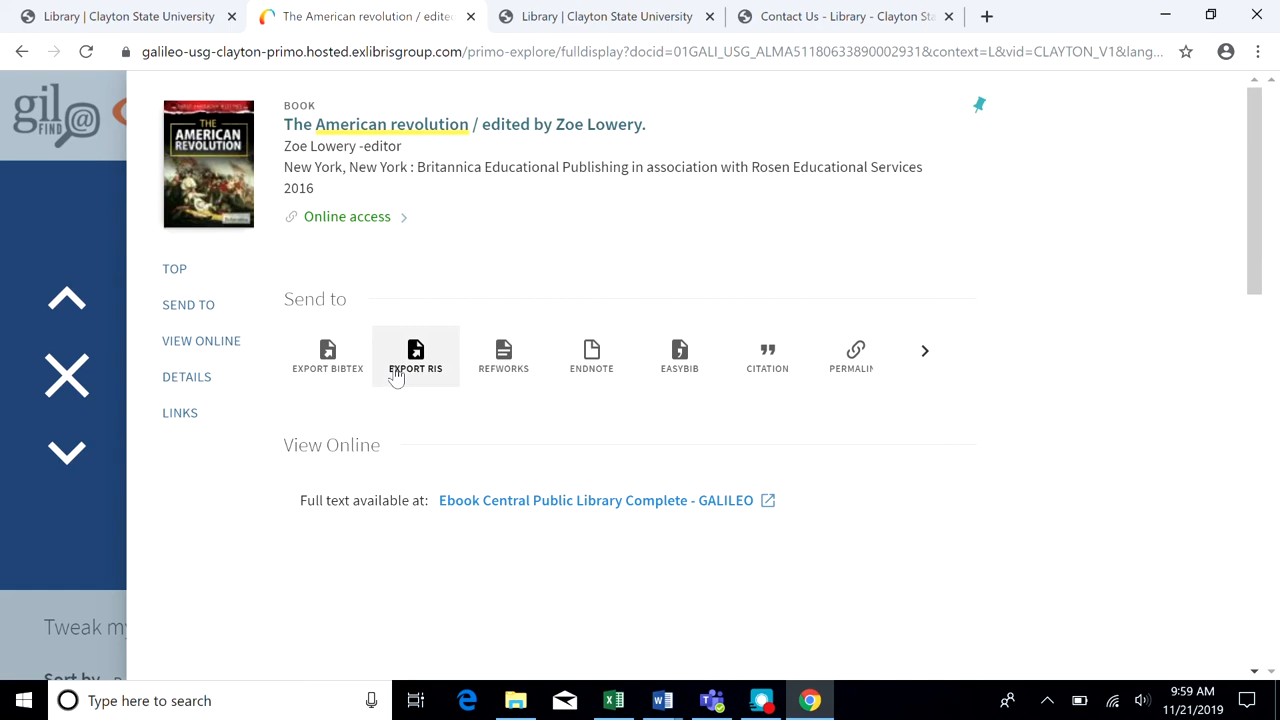 Library | Clayton State University
The American revolution / edite
Library | Clayton State University
Contact Us - Library - Clayton St
galileo-usg-clayton-primo.hosted.exlibrisgroup.com/primo-explore/fulldisplay?docid=01GALI_USG_ALMA51180633890002931&context=L&vid=CLAYTON_V1&lang...
gil
FIND @
THE
AMERICAN
REVOLUTION
BOOK
The American revolution / edited by Zoe Lowery.
Zoe Lowery -editor
New York, New York : Britannica Educational Publishing in association with Rosen Educational Services
2016
Online access
TOP
SEND TO
VIEW ONLINE
DETAILS
LINKS
Send to
EXPORT BIBTEX
EXPORT RIS
REFWORKS
ENDNOTE
EASYBIB
CITATION
PERMALIN
View Online
Full text available at: Ebook Central Public Library Complete - GALILEO
Tweak my
Sort by
Type here to search
9:59 AM
11/21/2019